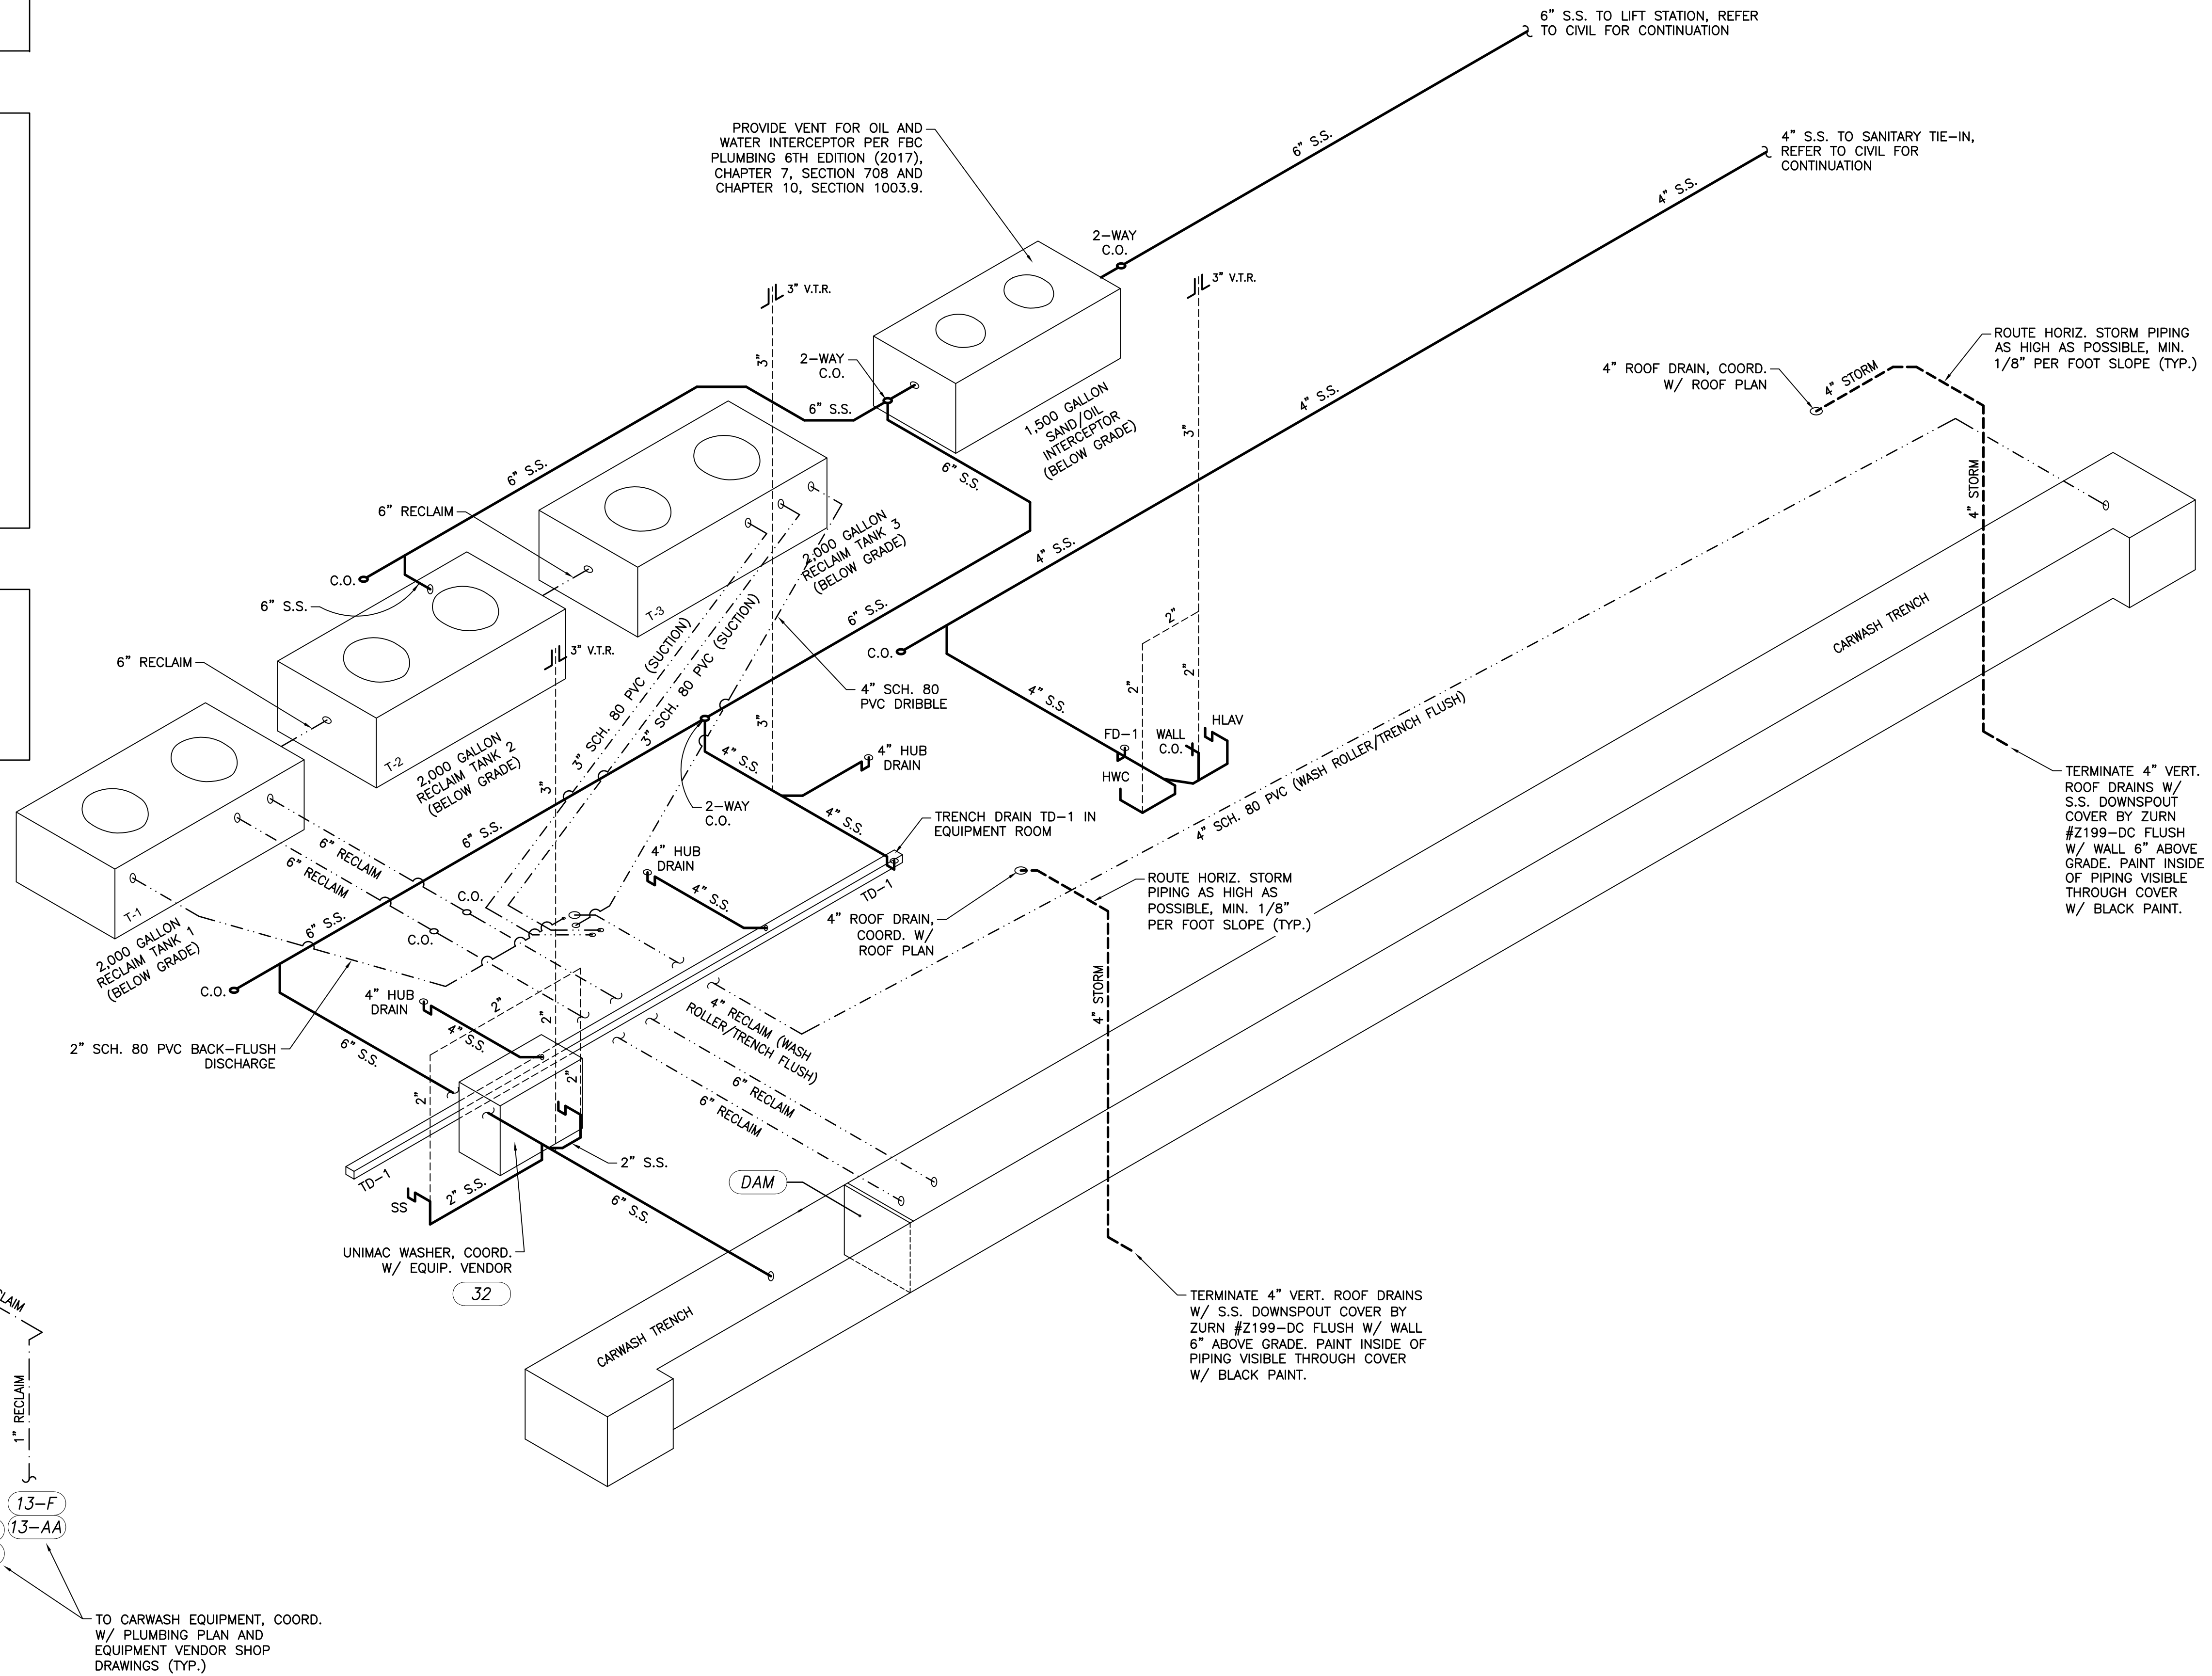 6" S.S. TO LIFT STATION, REFER
TO CIVIL FOR CONTINUATION
PROVIDE VENT FOR OIL AND
WATER INTERCEPTOR PER FBC
PLUMBING 6TH EDITION (2017),
CHAPTER 7, SECTION 708 AND
CHAPTER 10, SECTION 1003.9.
6" S.S.
4" S.S. TO SANITARY TIE-IN,
REFER TO CIVIL FOR
CONTINUATION
4" S.S.
2-WAY
C.O.
3" V.T.R.
3" V.T.R.
3"
2-WAY
C.O.
6" S.S.
1,500 GALLON
SAND/OIL
INTERCEPTOR
(BELOW GRADE)
4" S.S.
3"
4" ROOF DRAIN, COORD.
W/ ROOF PLAN
4" STORM
ROUTE HORIZ. STORM PIPING
AS HIGH AS POSSIBLE, MIN.
1/8" PER FOOT SLOPE (TYP.)
4" STORM
6" S.S.
6" S.S.
6" RECLAIM
2,000 GALLON
RECLAIM TANK 3
(BELOW GRADE)
T-3
4" S.S.
C.O.
6" S.S.
6" S.S.
C.O.
2"
2"
2"
CARWASH TRENCH
6" RECLAIM
3" V.T.R.
3" SCH. 80 PVC (SUCTION)
3" SCH. 80 PVC (SUCTION)
4" SCH. 80
PVC DRIBBLE
3"
4" S.S.
FD-1
WALL
C.O.
HLAV
HWC
4" SCH. 80 PVC (WASH ROLLER/TRENCH FLUSH)
T-2
2,000 GALLON
RECLAIM TANK 2
(BELOW GRADE)
3"
4" S.S.
4" HUB
DRAIN
2-WAY
C.O.
4" S.S.
TRENCH DRAIN TD-1 IN
EQUIPMENT ROOM
TERMINATE 4" VERT.
ROOF DRAINS W/
S.S. DOWNSPOUT
COVER BY ZURN
#Z199-DC FLUSH
W/ WALL 6" ABOVE
GRADE. PAINT INSIDE
OF PIPING VISIBLE
THROUGH COVER
W/ BLACK PAINT.
6" S.S.
6" RECLAIM
6" RECLAIM
4" HUB
DRAIN
4" S.S.
TD-1
C.O.
C.O.
T-1
2,000 GALLON
RECLAIM TANK 1
(BELOW GRADE)
6" S.S.
C.O.
4" ROOF DRAIN,
COORD. W/
ROOF PLAN
ROUTE HORIZ. STORM
PIPING AS HIGH AS
POSSIBLE, MIN. 1/8"
PER FOOT SLOPE (TYP.)
4" STORM
2" SCH. 80 PVC BACK-FLUSH
DISCHARGE
4" HUB
DRAIN
2"
2"
4" S.S.
6" S.S.
2"
2"
4" RECLAIM (WASH
ROLLER/TRENCH FLUSH)
6" RECLAIM
6" RECLAIM
TD-1
SS
2" S.S.
2" S.S.
6" S.S.
DAM
UNIMAC WASHER, COORD.
W/ EQUIP. VENDOR
32
CARWASH TRENCH
TERMINATE 4" VERT. ROOF DRAINS
W/ S.S. DOWNSPOUT COVER BY
ZURN #Z199-DC FLUSH W/ WALL
6" ABOVE GRADE. PAINT INSIDE OF
PIPING VISIBLE THROUGH COVER
W/ BLACK PAINT.
1" RECLAIM
13-F
13-AA
TO CARWASH EQUIPMENT, COORD.
W/ PLUMBING PLAN AND
EQUIPMENT VENDOR SHOP
DRAWINGS (TYP.)